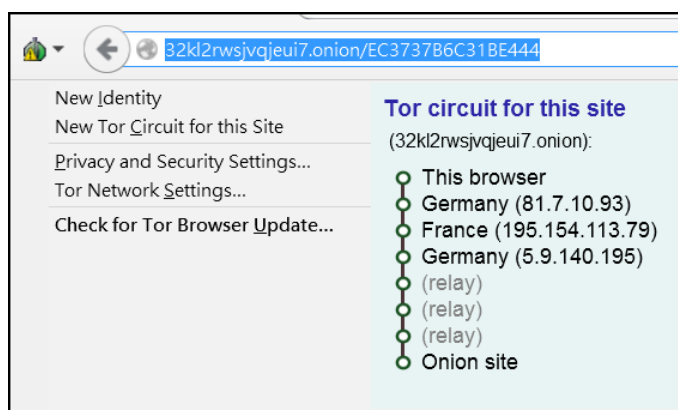 32kl2rwsjvqjeui7.onion/EC3737B6C31BE444
New Identity
New Tor Circuit for this Site
Privacy and Security Settings...
Tor Network Settings...
Check for Tor Browser Update...
Tor circuit for this site
(32kl2rwsjvqjeui7.onion):
This browser
Germany (81.7.10.93)
France (195.154.113.79)
Germany (5.9.140.195)
(relay)
(relay)
(relay)
Onion site